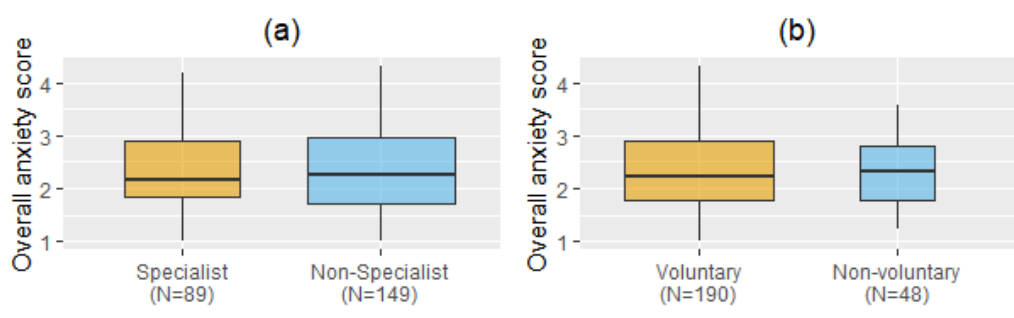 (a)
Overall anxiety score
4
3
2
1
Specialist
(N=89)
Non-Specialist
(N=149)
(b)
Overall anxiety score
4
3
2
1
Voluntary
(N=190)
Non-voluntary
(N=48)